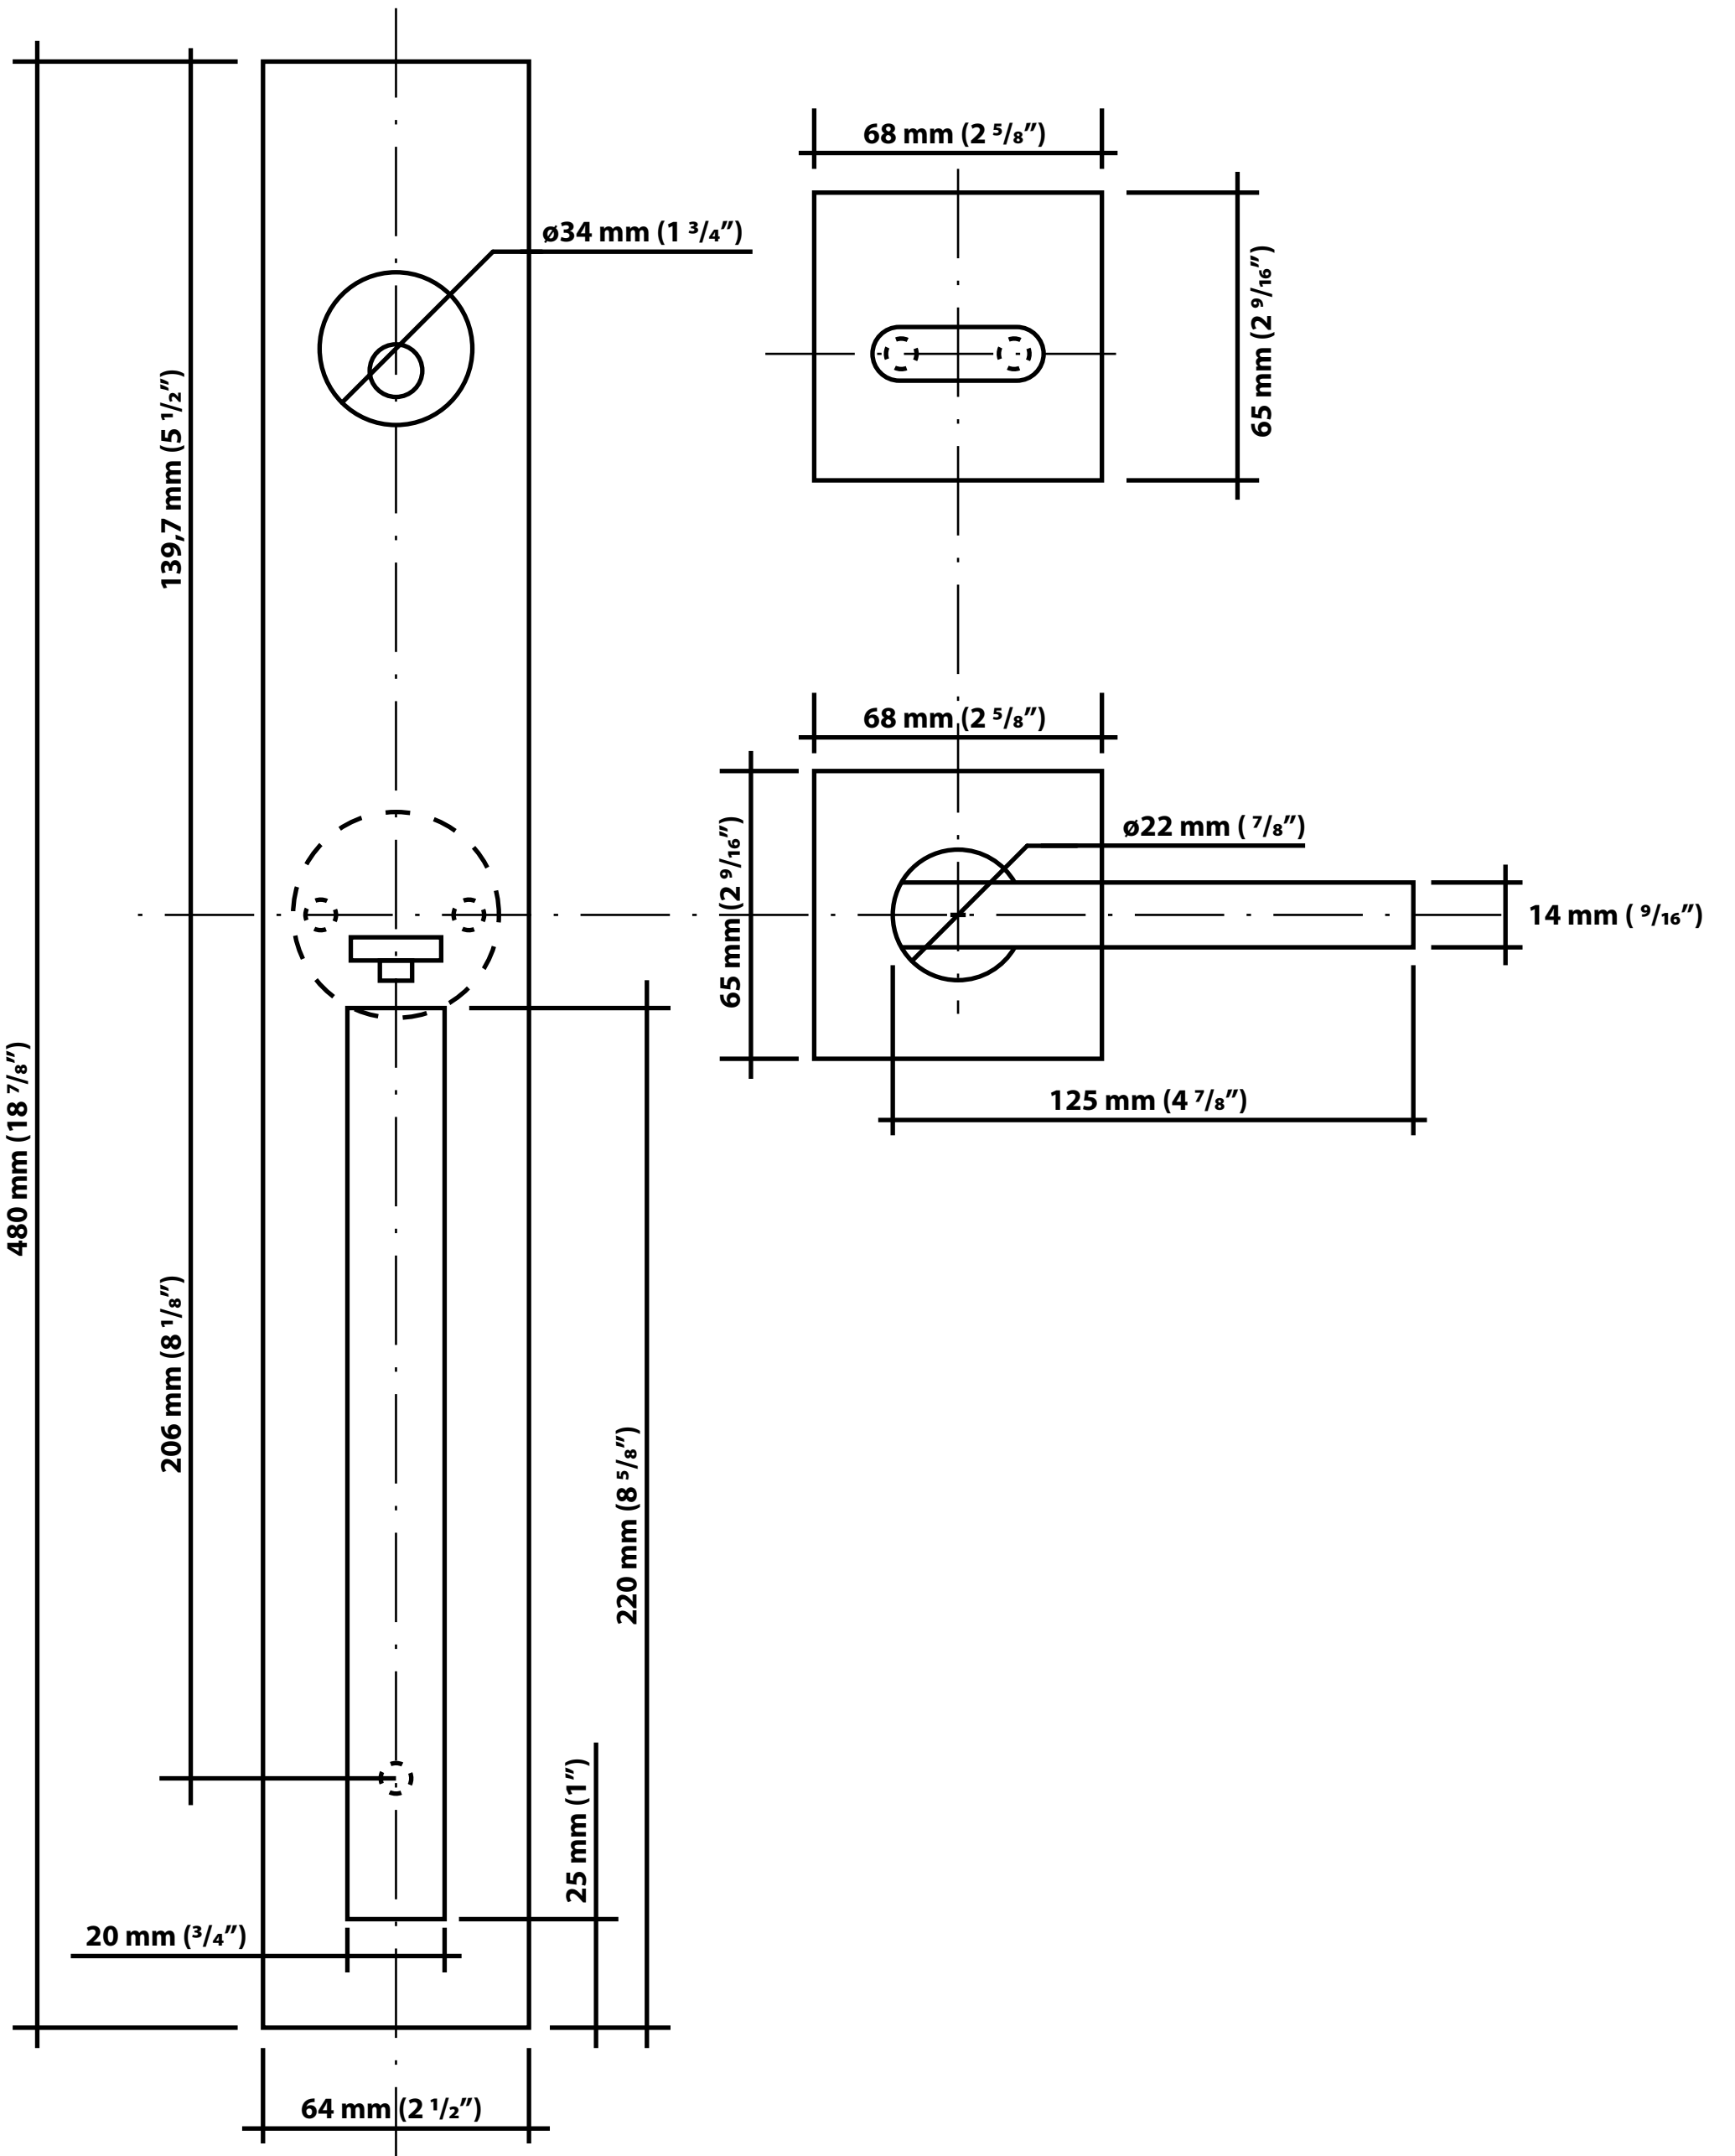 68 mm (2 5/8″)
ø34 mm (1 3/4″)
65 mm (2 9/16″)
139,7 mm (5 1/2″)
68 mm (2 5/8″)
65 mm (2 9/16″)
ø22 mm ( 7/8″)
14 mm ( 9/16″)
125 mm (4 7/8″)
480 mm (18 7/8″)
206 mm (8 1/8″)
220 mm (8 5/8″)
25 mm (1″)
20 mm (3/4″)
64 mm (2 1/2″)